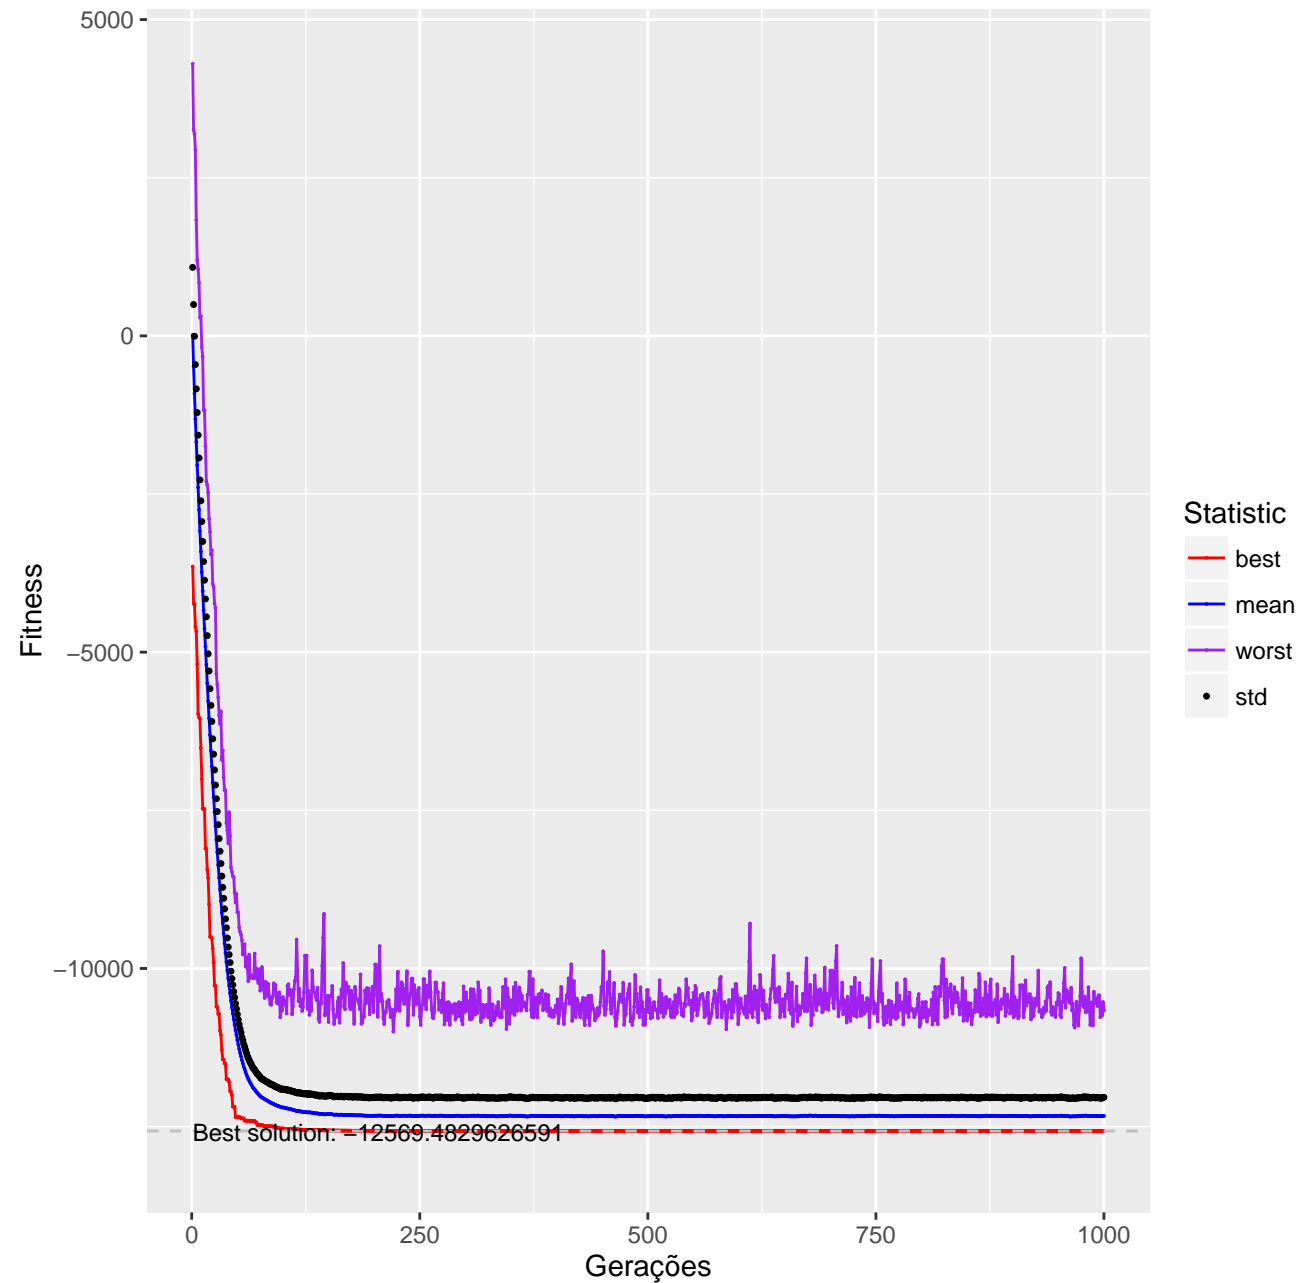 5000
0
−5000
−10000
Fitness
Best solution: −12569.4829626591
0
250
500
750
1000
Gerações
Statistic
best
mean
worst
std